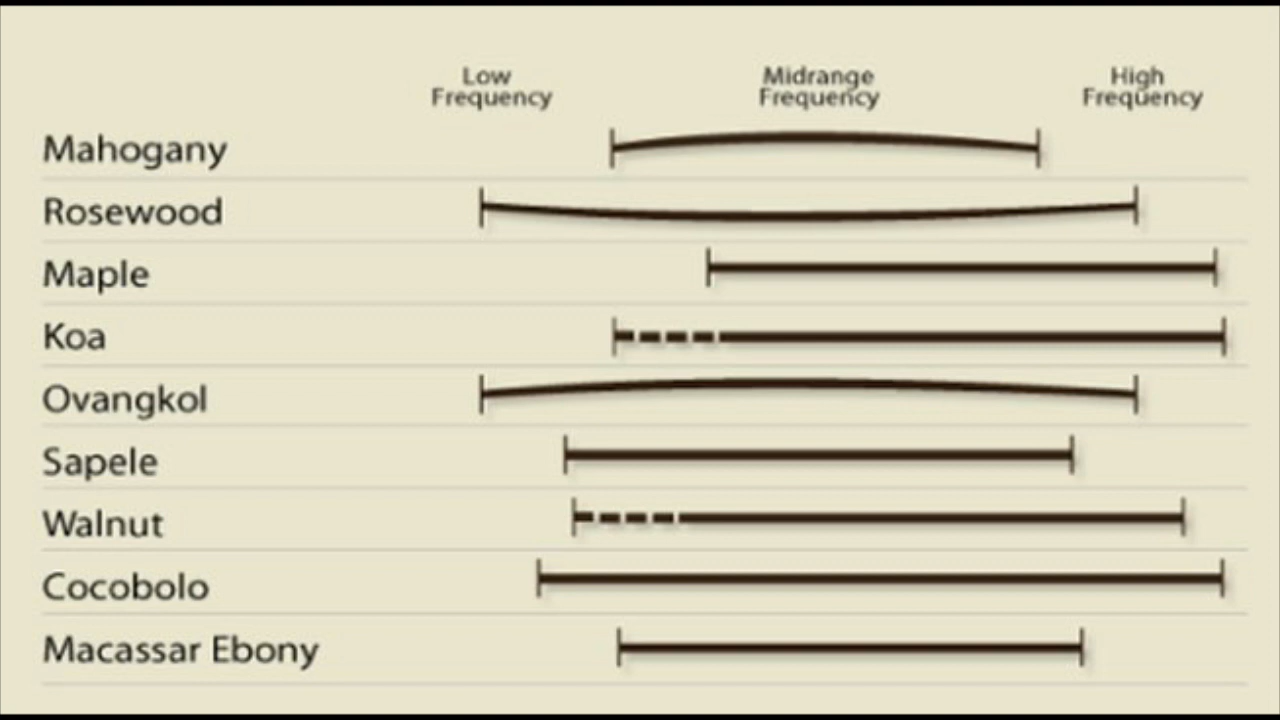 Low
Frequency
Midrange
Frequency
High
Frequency
Mahogany
Rosewood
Maple
Koa
Ovangkol
Sapele
Walnut
Cocobolo
Macassar Ebony